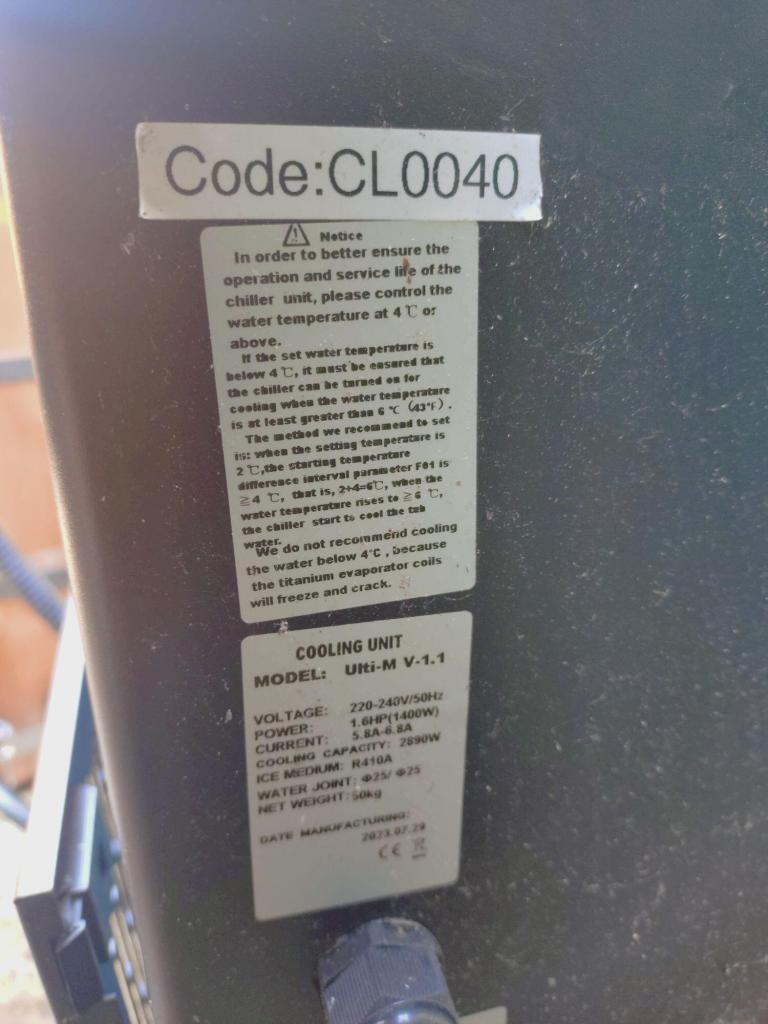 Code:CL0040
Notice
In order to better ensure the
operation and service life of the
chiller unit, please control the
water temperature at 4 ℃ or
above.
If the set water temperature is
below 4 ℃, it must be ensured that
the chiller can be turned on for
cooling when the water temperature
is at least greater than 6 ℃ (43°F).
The method we recommend to set
is: when the setting temperature is
2 ℃,the starting temperature
difference interval parameter F01 is
≧4 ℃, that is, 2+4=6℃, when the
water temperature rises to ≧6 ℃,
the chiller start to cool the tab
water.
We do not recommend cooling
the water below 4°C , because
the titanium evaporator coils
will freeze and crack.
COOLING UNIT
MODEL: Ulti-M V-1.1
VOLTAGE: 220-240V/50Hz
POWER: 1.6HP(1400W)
CURRENT: 5.8A-6.8A
COOLING CAPACITY: 2890W
ICE MEDIUM: R410A
WATER JOINT: Φ25/ Φ25
NET WEIGHT: 50kg
DATE MANUFACTURING:
2023.07.29
CE